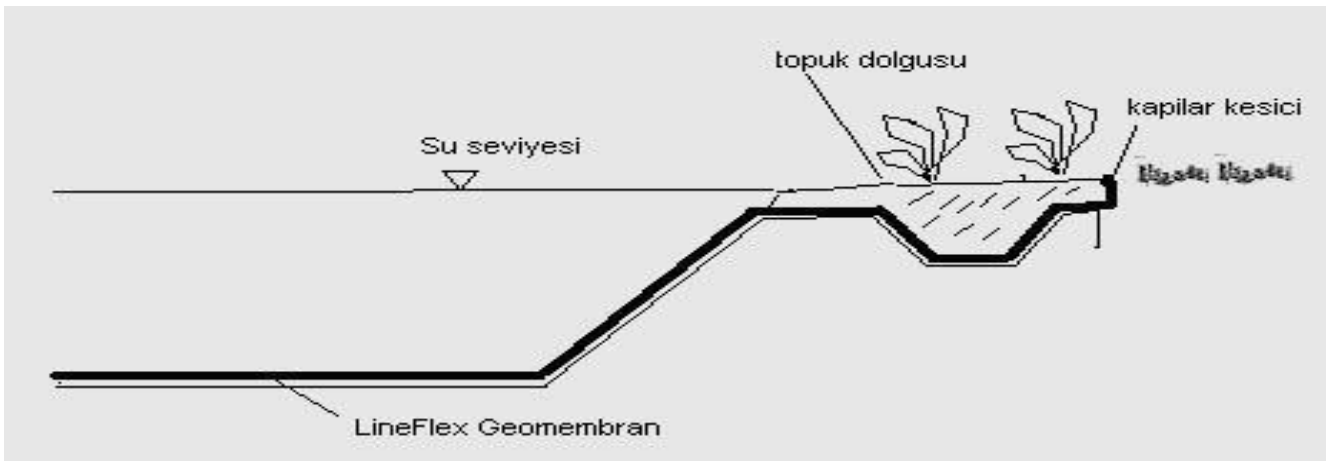 topuk dolgusu
kapilar kesici
Su seviyesi
LineFlex Geomembran